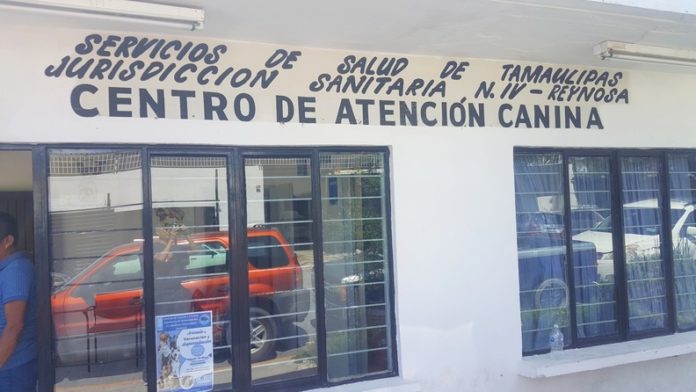 SERVICIOS DE SALUD DE TAMAULIPAS
JURISDICCION SANITARIA N. IV - REYNOSA
CENTRO DE ATENCIÓN CANINA